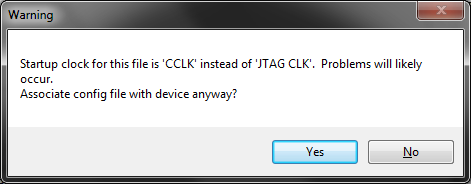 Warning
Startup clock for this file is 'CCLK' instead of 'JTAG CLK'.  Problems will likely
occur.
Associate config file with device anyway?
Yes
No